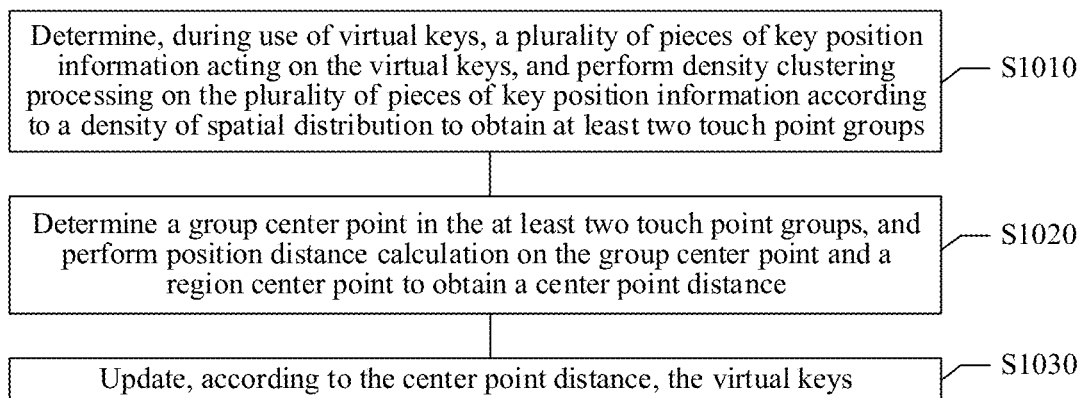 Determine, during use of virtual keys, a plurality of pieces of key position
information acting on the virtual keys, and perform density clustering
processing on the plurality of pieces of key position information according
to a density of spatial distribution to obtain at least two touch point groups
S1010
Determine a group center point in the at least two touch point groups, and
perform position distance calculation on the group center point and a
region center point to obtain a center point distance
S1020
Update, according to the center point distance, the virtual keys
S1030